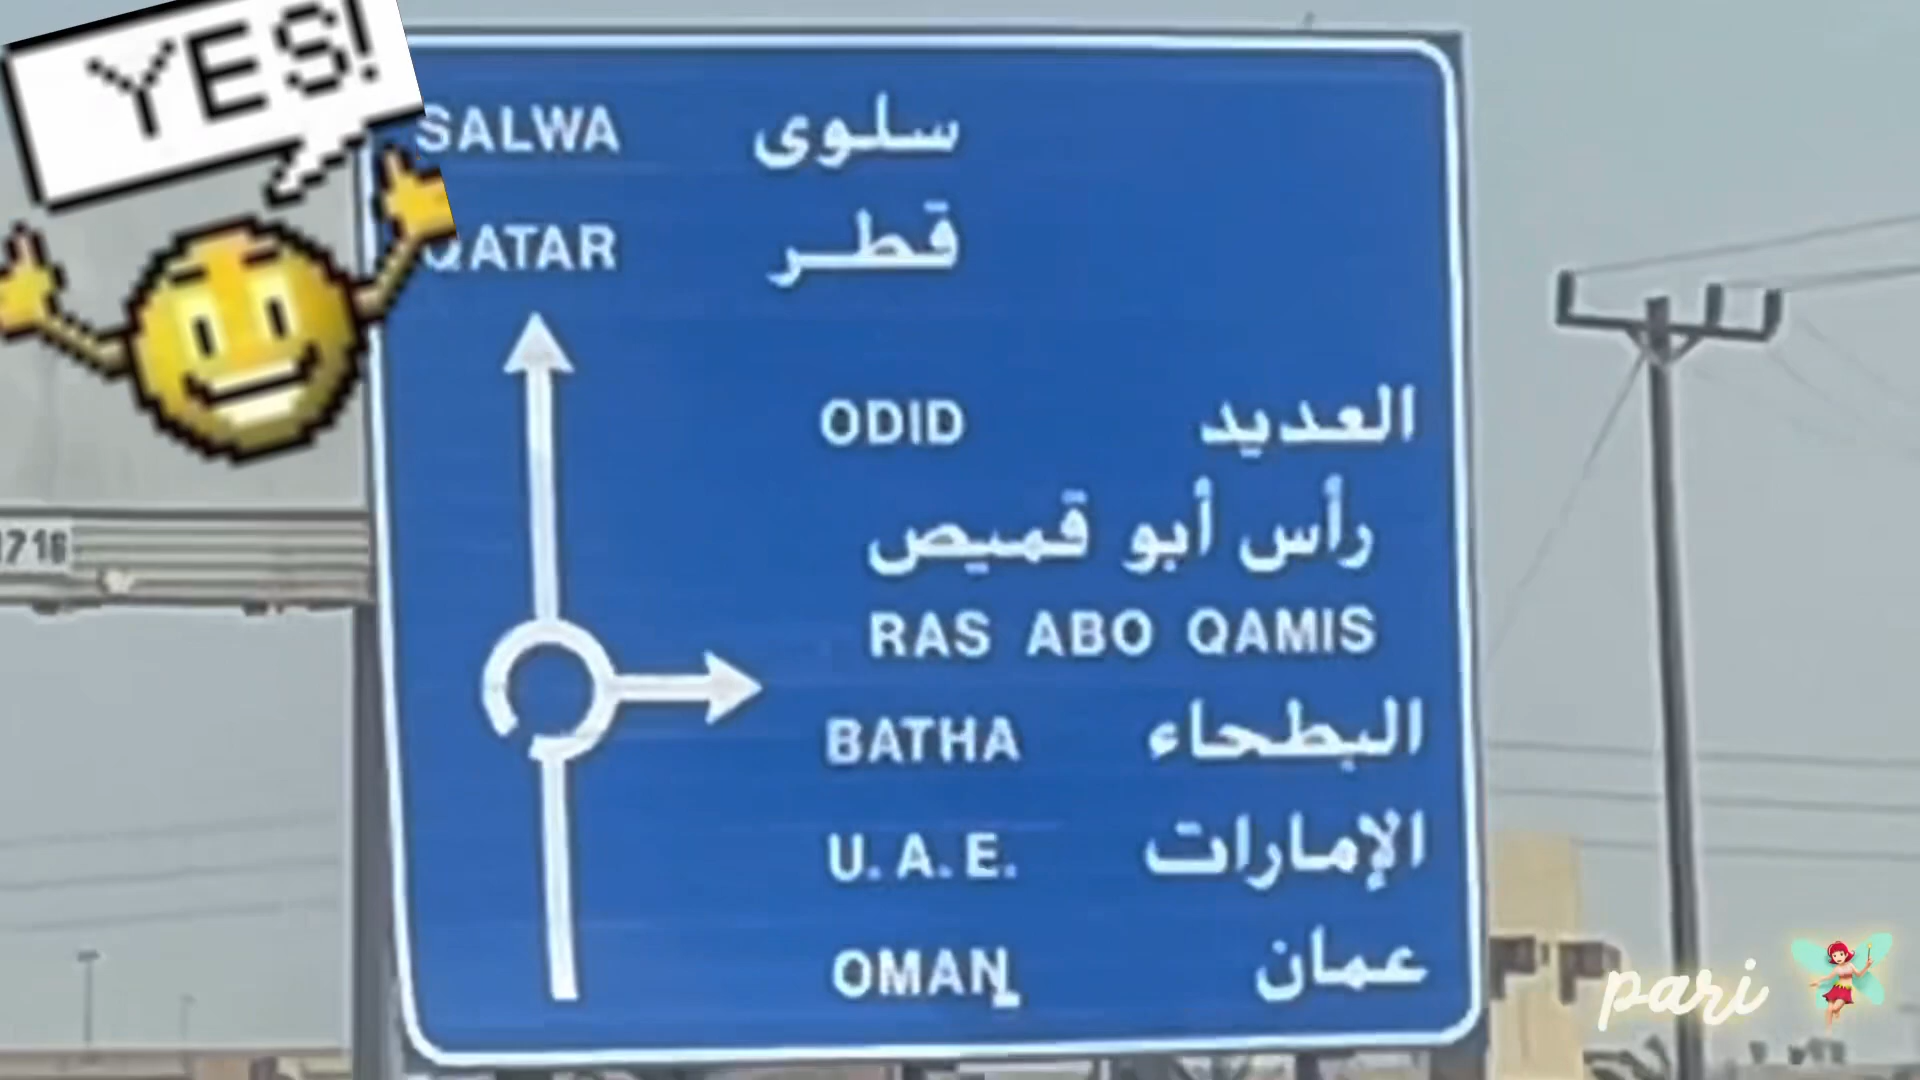 YES!
SALWA سلوى
QATAR قطر
ODID العديد
رأس أبو قميص
RAS ABO QAMIS
BATHA البطحاء
U.A.E. الإمارات
OMAN عمان
pari